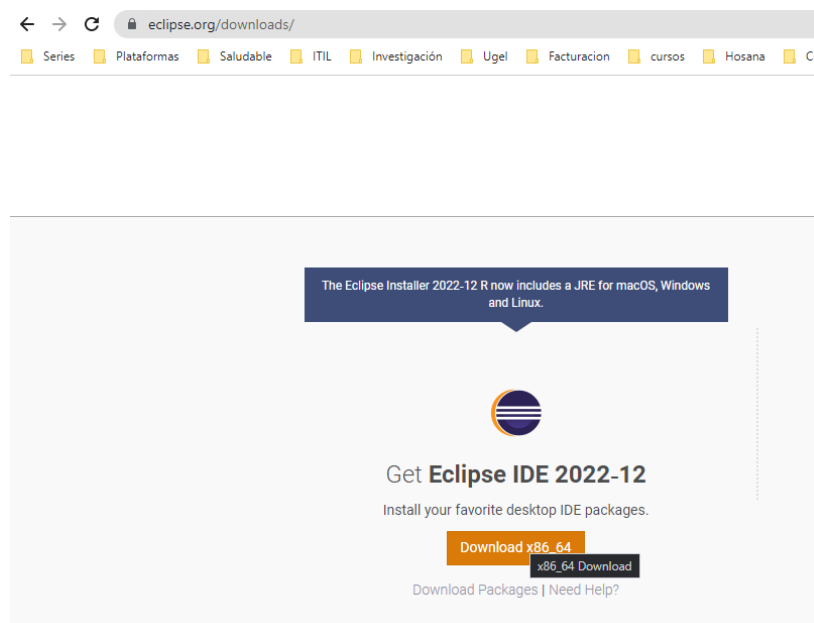 eclipse.org/downloads/
Series Plataformas Saludable ITIL Investigación Ugel Facturacion cursos Hosana C
The Eclipse Installer 2022-12 R now includes a JRE for macOS, Windows
and Linux.
Get Eclipse IDE 2022-12
Install your favorite desktop IDE packages.
Download x86_64
x86_64 Download
Download Packages | Need Help?